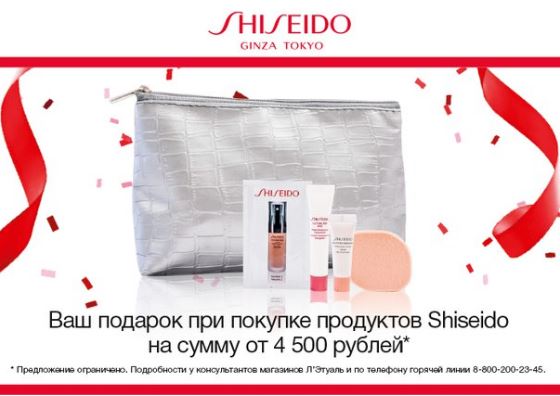 SHISEIDO
GINZA TOKYO
SHISEIDO
SHISEIDO
Ваш подарок при покупке продуктов Shiseido
на сумму от 4 500 рублей*
* Предложение ограничено. Подробности у консультантов магазинов Л'Этуаль и по телефону горячей линии 8-800-200-23-45.